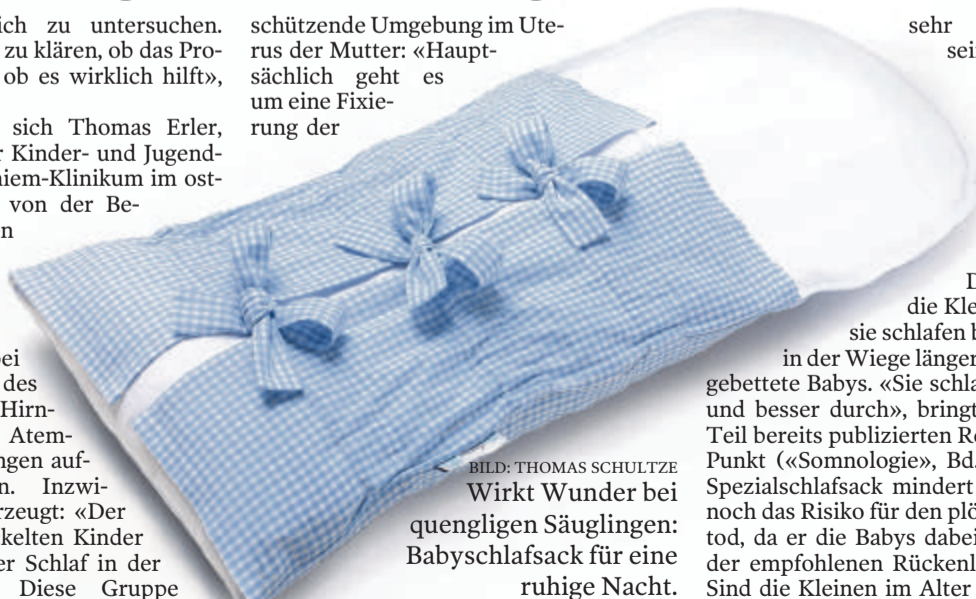 ich zu untersuchen.
zu klären, ob das Pro-
ob es wirklich hilft»,
sich Thomas Erler,
r Kinder- und Jugend-
niem-Klinikum im ost-
von der Be-
n
bei
des
Hirn-
Atem-
ngen auf-
n. Inzwi-
rzeugt: «Der
kelten Kinder
er Schlaf in der
Diese Gruppe
schützende Umgebung im Ute-
rus der Mutter: «Haupt-
sächlich geht es
um eine Fixie-
rung der
BILD: THOMAS SCHULTZE
Wirkt Wunder bei
quengligen Säuglingen:
Babyschlafsack für eine
ruhige Nacht.
sehr
sei
D
die Kle
sie schlafen b
in der Wiege länger
gebettete Babys. «Sie schla
und besser durch», bringt
Teil bereits publizierten Re
Punkt («Somnologie», Bd.
Spezialschlafsack mindert
noch das Risiko für den plö
tod, da er die Babys dabei
der empfohlenen Rückenl
Sind die Kleinen im Alter